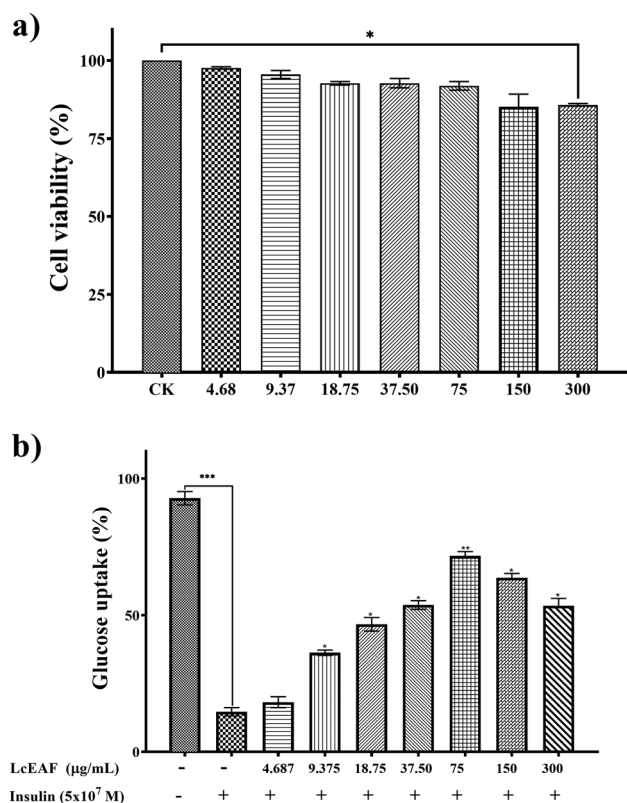 a)
*
100
75
50
25
0
Cell viability (%)
CK 4.68 9.37 18.75 37.50 75 150 300
b)
***
100
50
0
Glucose uptake (%)
* * * ** * *
LcEAF (μg/mL) - - 4.687 9.375 18.75 37.50 75 150 300
Insulin (5x10⁷ M) - + + + + + + + +